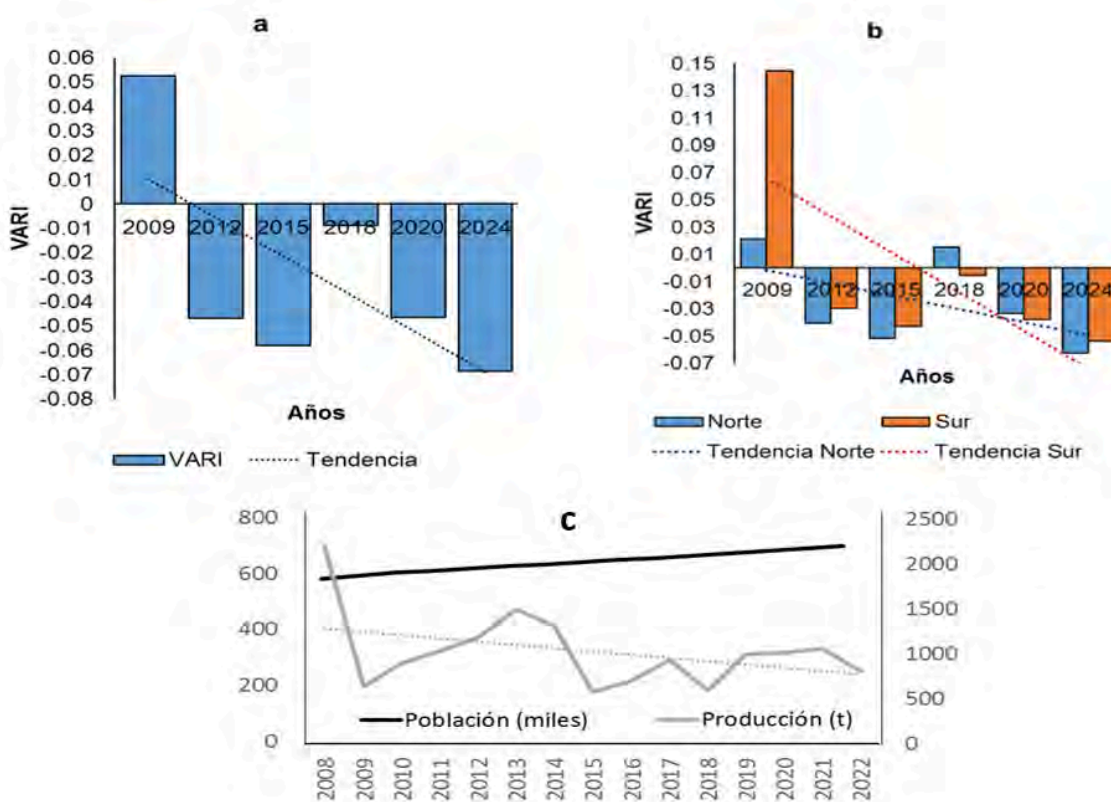 a
0.06
0.05
0.04
0.03
0.02
0.01
0
-0.01
-0.02
-0.03
-0.04
-0.05
-0.06
-0.07
-0.08
VARI
2009 2012 2015 2018 2020 2024
Años
VARI Tendencia
b
0.15
0.13
0.11
0.09
0.07
0.05
0.03
0.01
-0.01
-0.03
-0.05
-0.07
VARI
2009 2012 2015 2018 2020 2024
Años
Norte Sur
Tendencia Norte Tendencia Sur
C
800
600
400
200
0
2500
2000
1500
1000
500
0
Población (miles) Producción (t)
2008 2009 2010 2011 2012 2013 2014 2015 2016 2017 2018 2019 2020 2021 2022